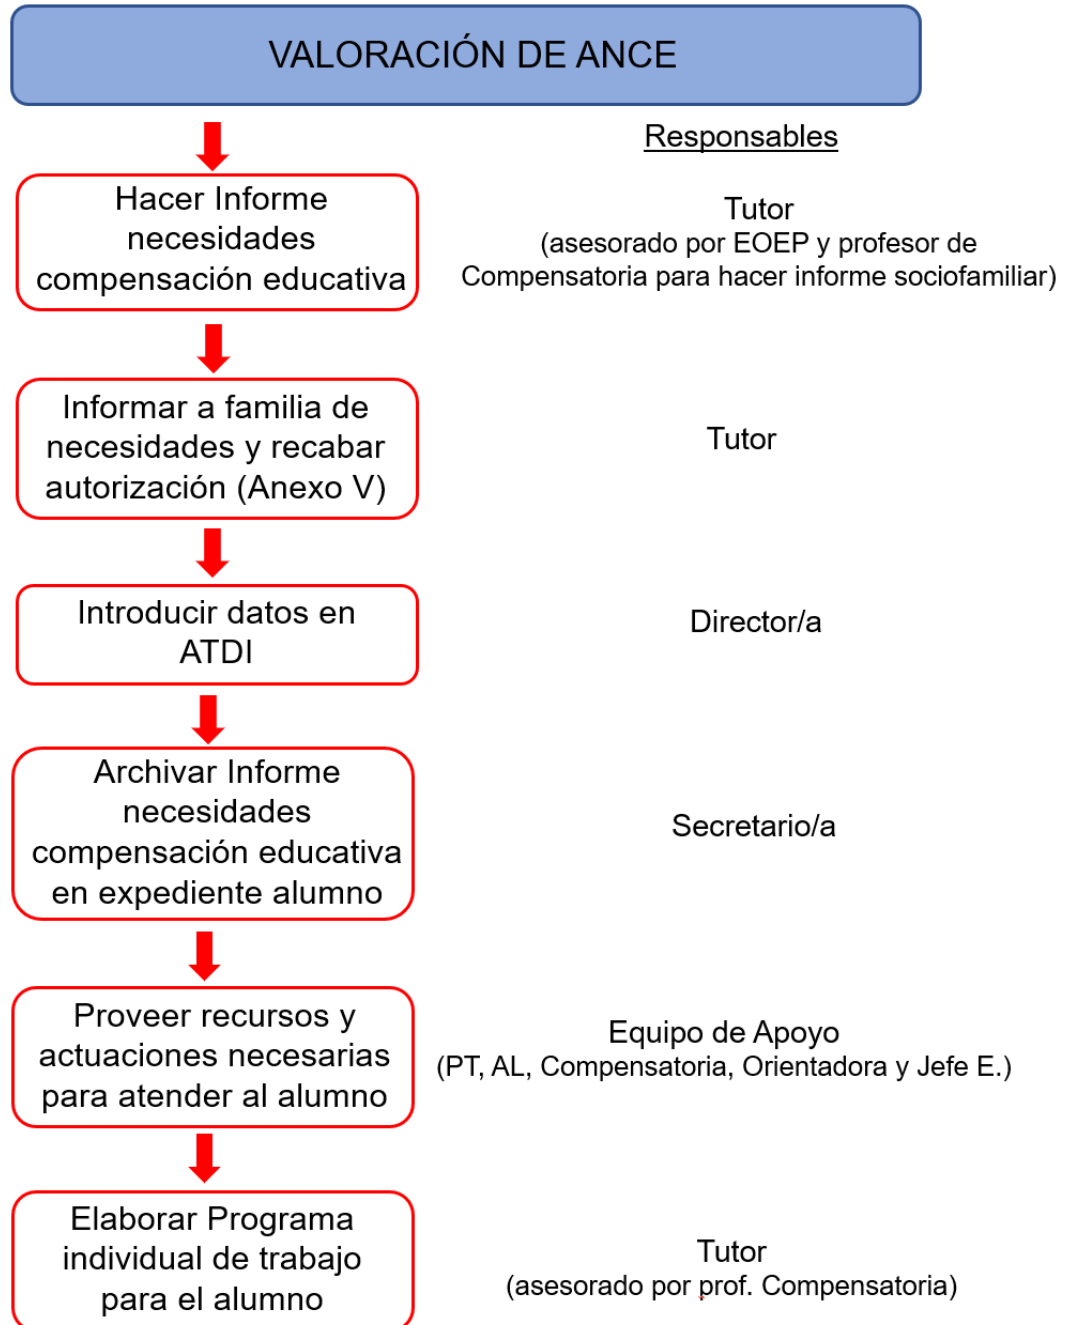 VALORACIÓN DE ANCE
Responsables
Hacer Informe
necesidades
compensación educativa
Tutor
(asesorado por EOEP y profesor de
Compensatoria para hacer informe sociofamiliar)
Informar a familia de
necesidades y recabar
autorización (Anexo V)
Tutor
Introducir datos en
ATDI
Director/a
Archivar Informe
necesidades
compensación educativa
en expediente alumno
Secretario/a
Proveer recursos y
actuaciones necesarias
para atender al alumno
Equipo de Apoyo
(PT, AL, Compensatoria, Orientadora y Jefe E.)
Elaborar Programa
individual de trabajo
para el alumno
Tutor
(asesorado por prof. Compensatoria)